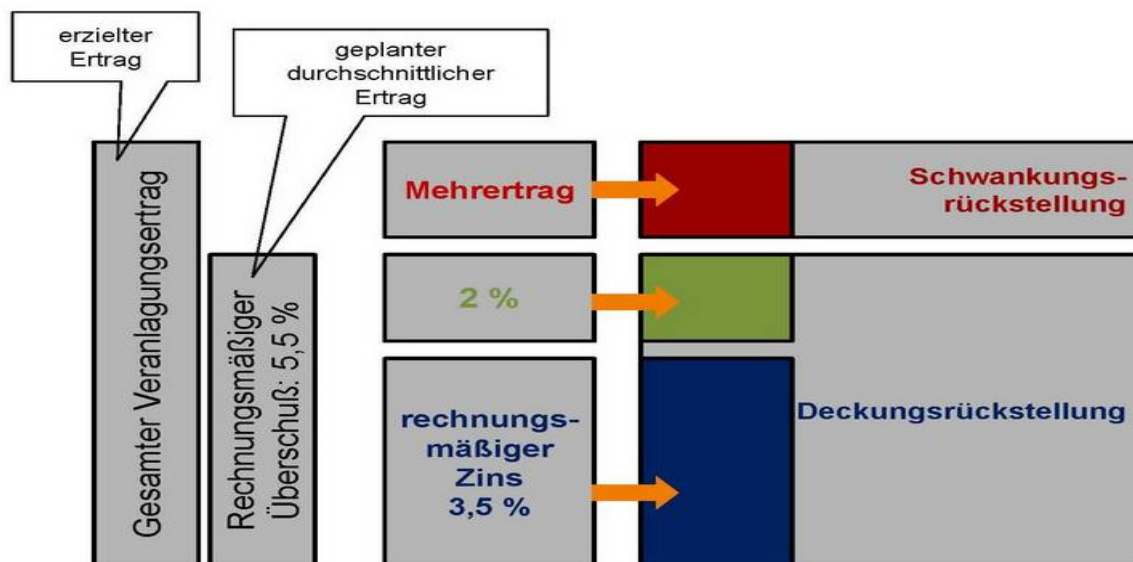 erzielter
Ertrag
geplanter
durchschnittlicher
Ertrag
Gesamter Veranlagungsertrag
Rechnungsmäßiger
Überschuß: 5,5 %
Mehrertrag
2 %
rechnungs-
mäßiger
Zins
3,5 %
Schwankungs-
rückstellung
Deckungsrückstellung